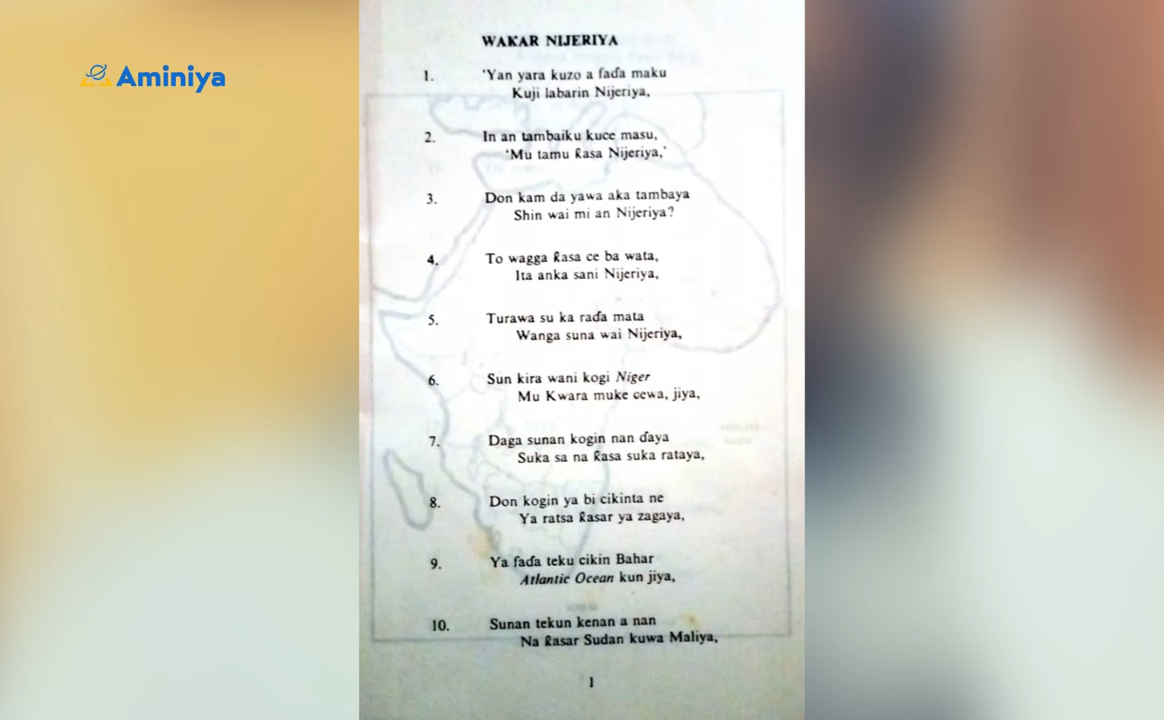 Aminiya
WAKAR NIJERIYA
1. 'Yan yara kuzo a faɗa maku
Kuji labarin Nijeriya,
2. In an tambaiku kuce masu,
'Mu tamu ƙasa Nijeriya,'
3. Don kam da yawa aka tambaya
Shin wai mi an Nijeriya?
4. To wagga ƙasa ce ba wata,
Ita anka sani Nijeriya,
5. Turawa su ka raɗa mata
Wanga suna wai Nijeriya,
6. Sun kira wani kogi Niger
Mu Kwara muke cewa, jiya,
7. Daga sunan kogin nan ɗaya
Suka sa na ƙasa suka rataya,
8. Don kogin ya bi cikinta ne
Ya ratsa ƙasar ya zagaya,
9. Ya faɗa teku cikin Bahar
Atlantic Ocean kun jiya,
10. Sunan tekun kenan a nan
Na ƙasar Sudan kuwa Maliya,
1